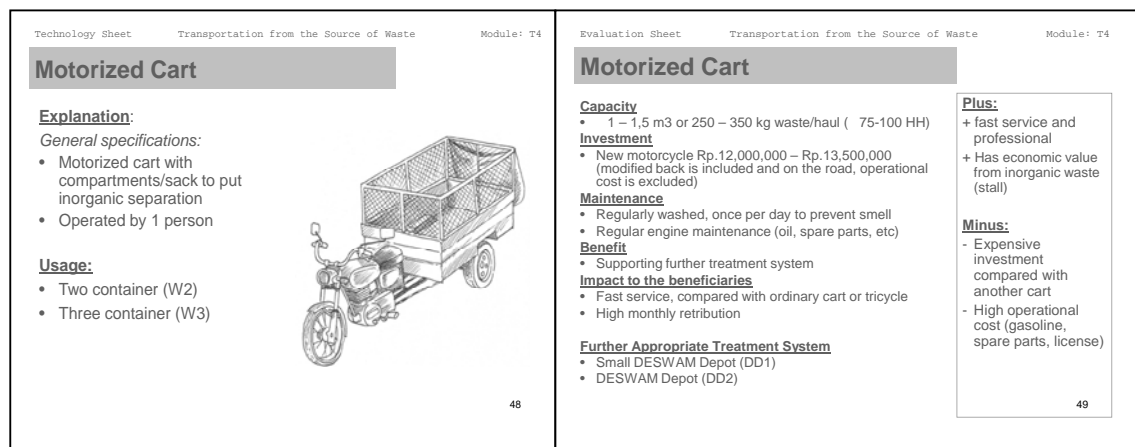 Technology Sheet Transportation from the Source of Waste Module: T4
Motorized Cart
Explanation:
General specifications:
• Motorized cart with
compartments/sack to put
inorganic separation
• Operated by 1 person
Usage:
• Two container (W2)
• Three container (W3)
48
Evaluation Sheet Transportation from the Source of Waste Module: T4
Motorized Cart
Capacity
• 1 – 1,5 m3 or 250 – 350 kg waste/haul ( 75-100 HH)
Investment
• New motorcycle Rp.12,000,000 – Rp.13,500,000
(modified back is included and on the road, operational
cost is excluded)
Maintenance
• Regularly washed, once per day to prevent smell
• Regular engine maintenance (oil, spare parts, etc)
Benefit
• Supporting further treatment system
Impact to the beneficiaries
• Fast service, compared with ordinary cart or tricycle
• High monthly retribution
Further Appropriate Treatment System
• Small DESWAM Depot (DD1)
• DESWAM Depot (DD2)
Plus:
+ fast service and
professional
+ Has economic value
from inorganic waste
(stall)
Minus:
- Expensive
investment
compared with
another cart
- High operational
cost (gasoline,
spare parts, license)
49